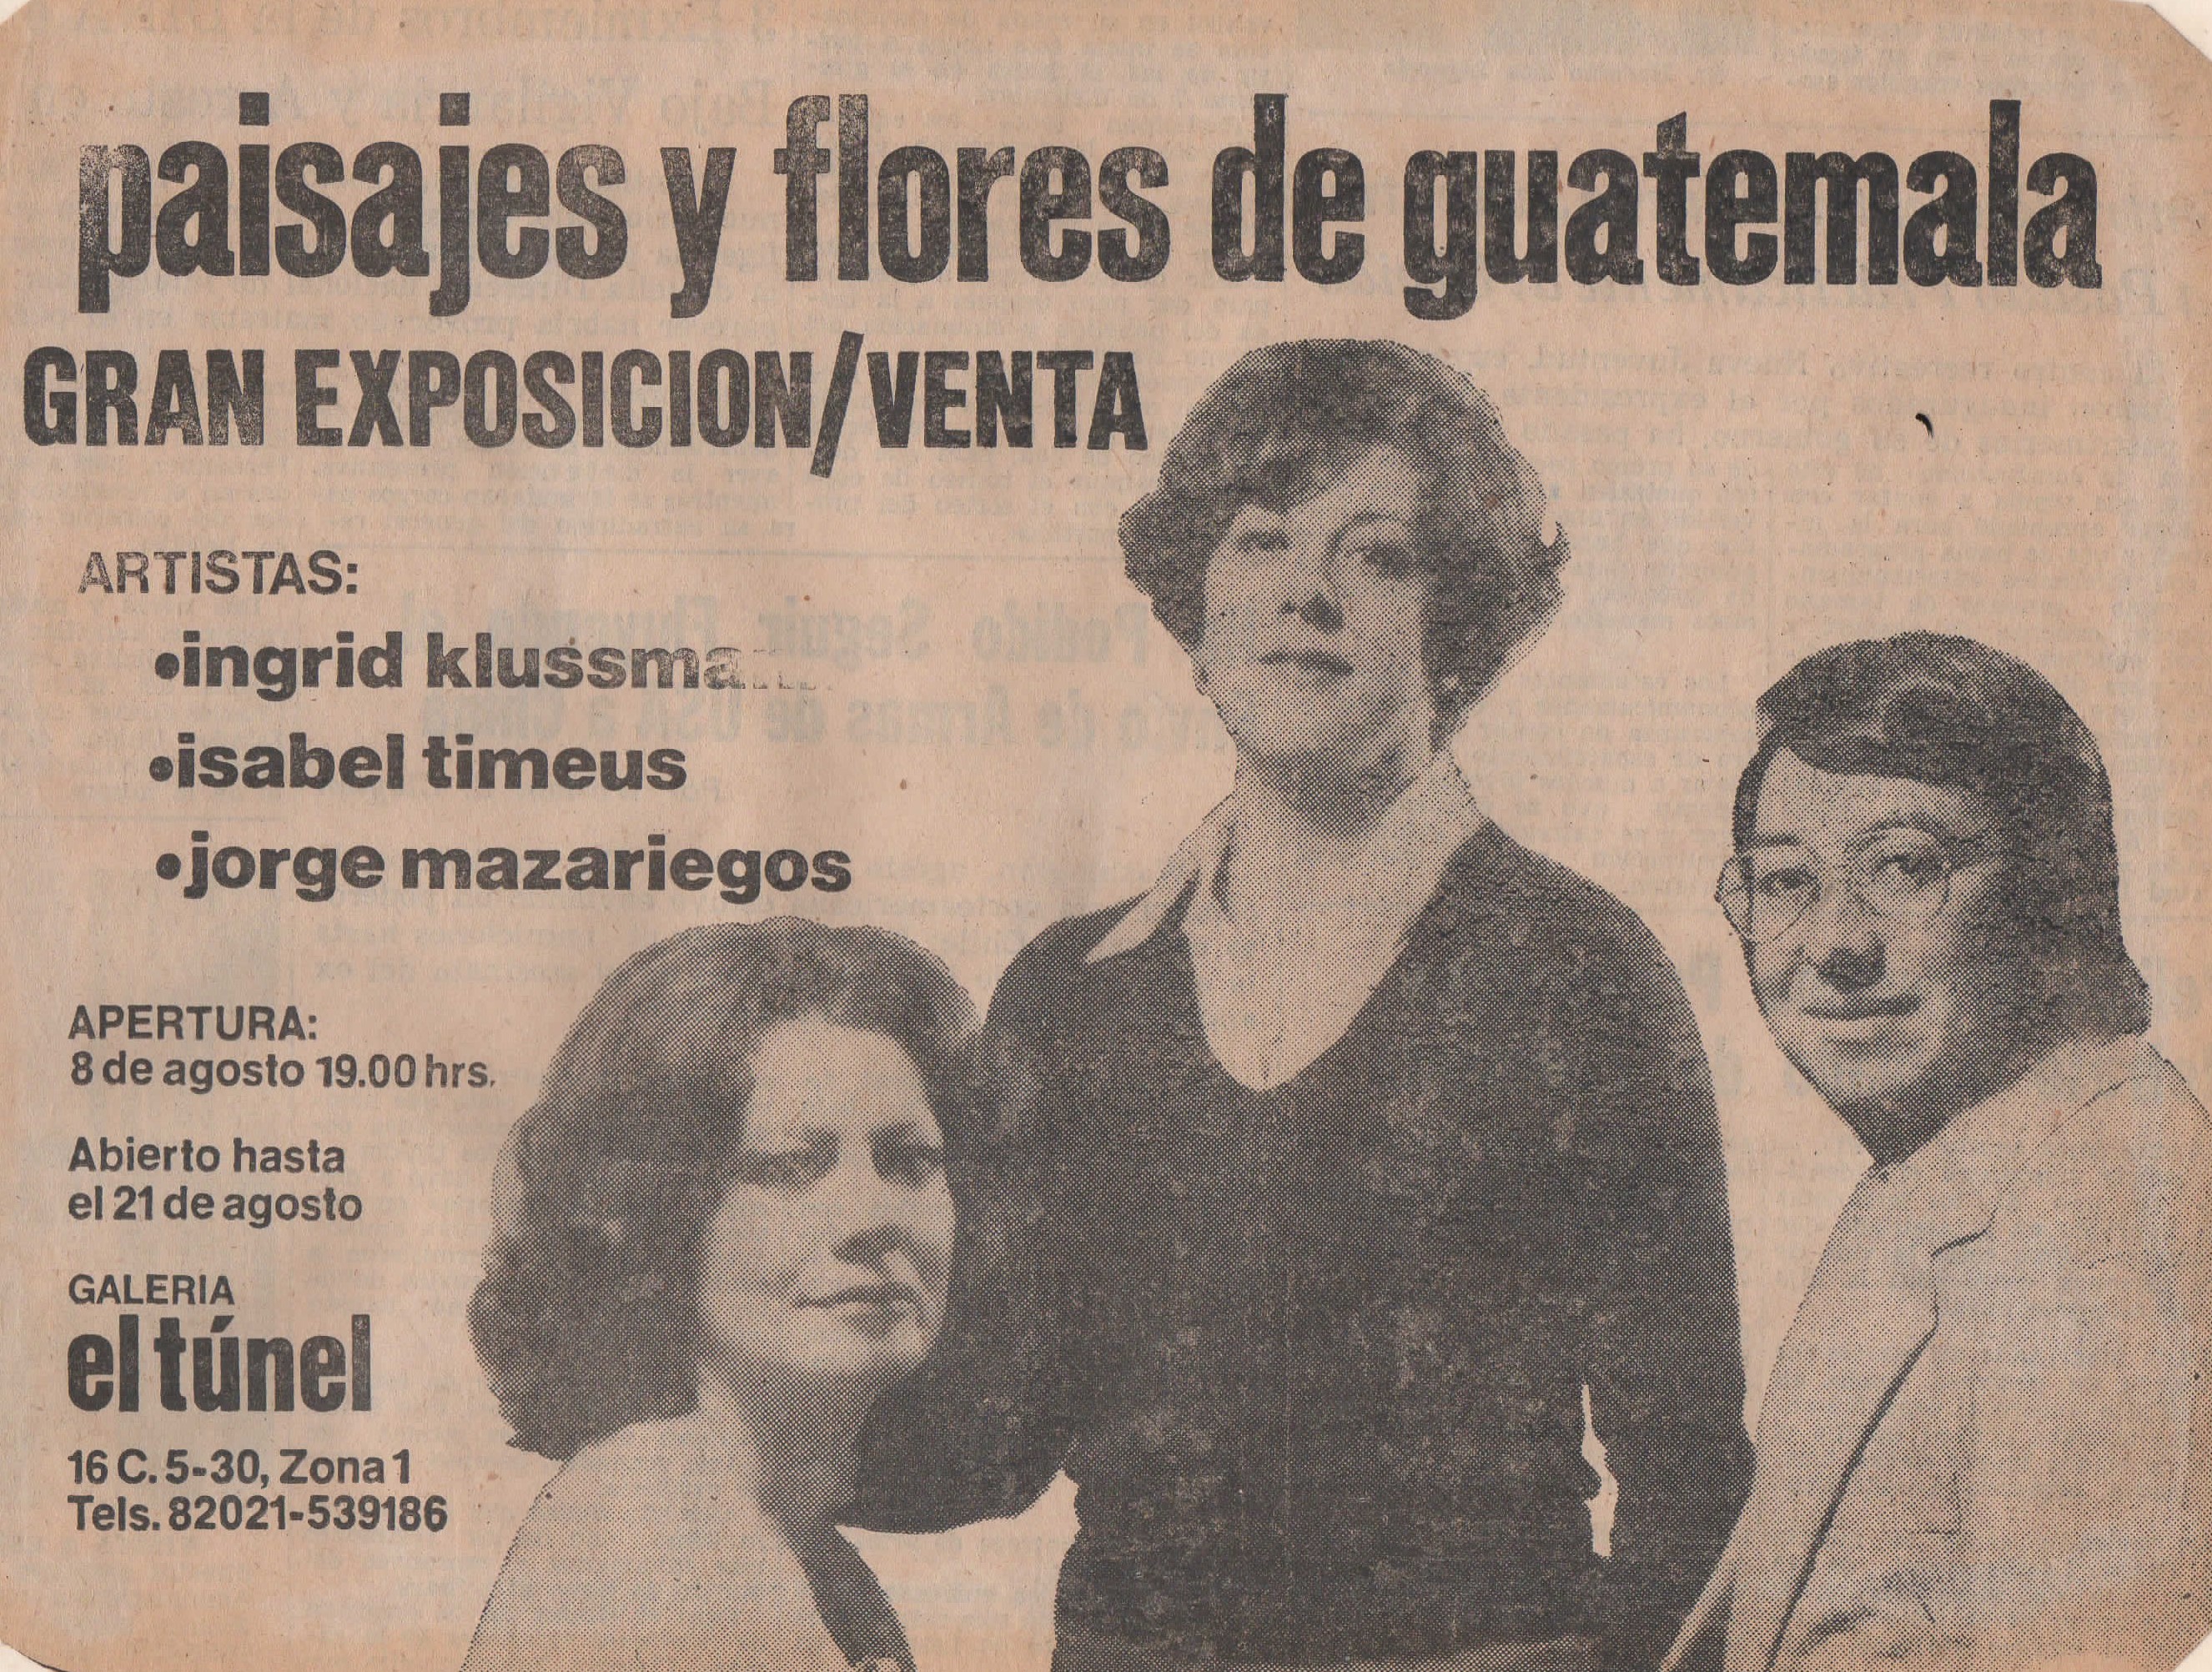 paisajes y flores de guatemala
GRAN EXPOSICION/VENTA
ARTISTAS:
•ingrid klussmann
•isabel timeus
•jorge mazariegos
APERTURA:
8 de agosto 19.00 hrs.
Abierto hasta
el 21 de agosto
GALERIA
el túnel
16 C. 5-30, Zona 1
Tels. 82021-539186